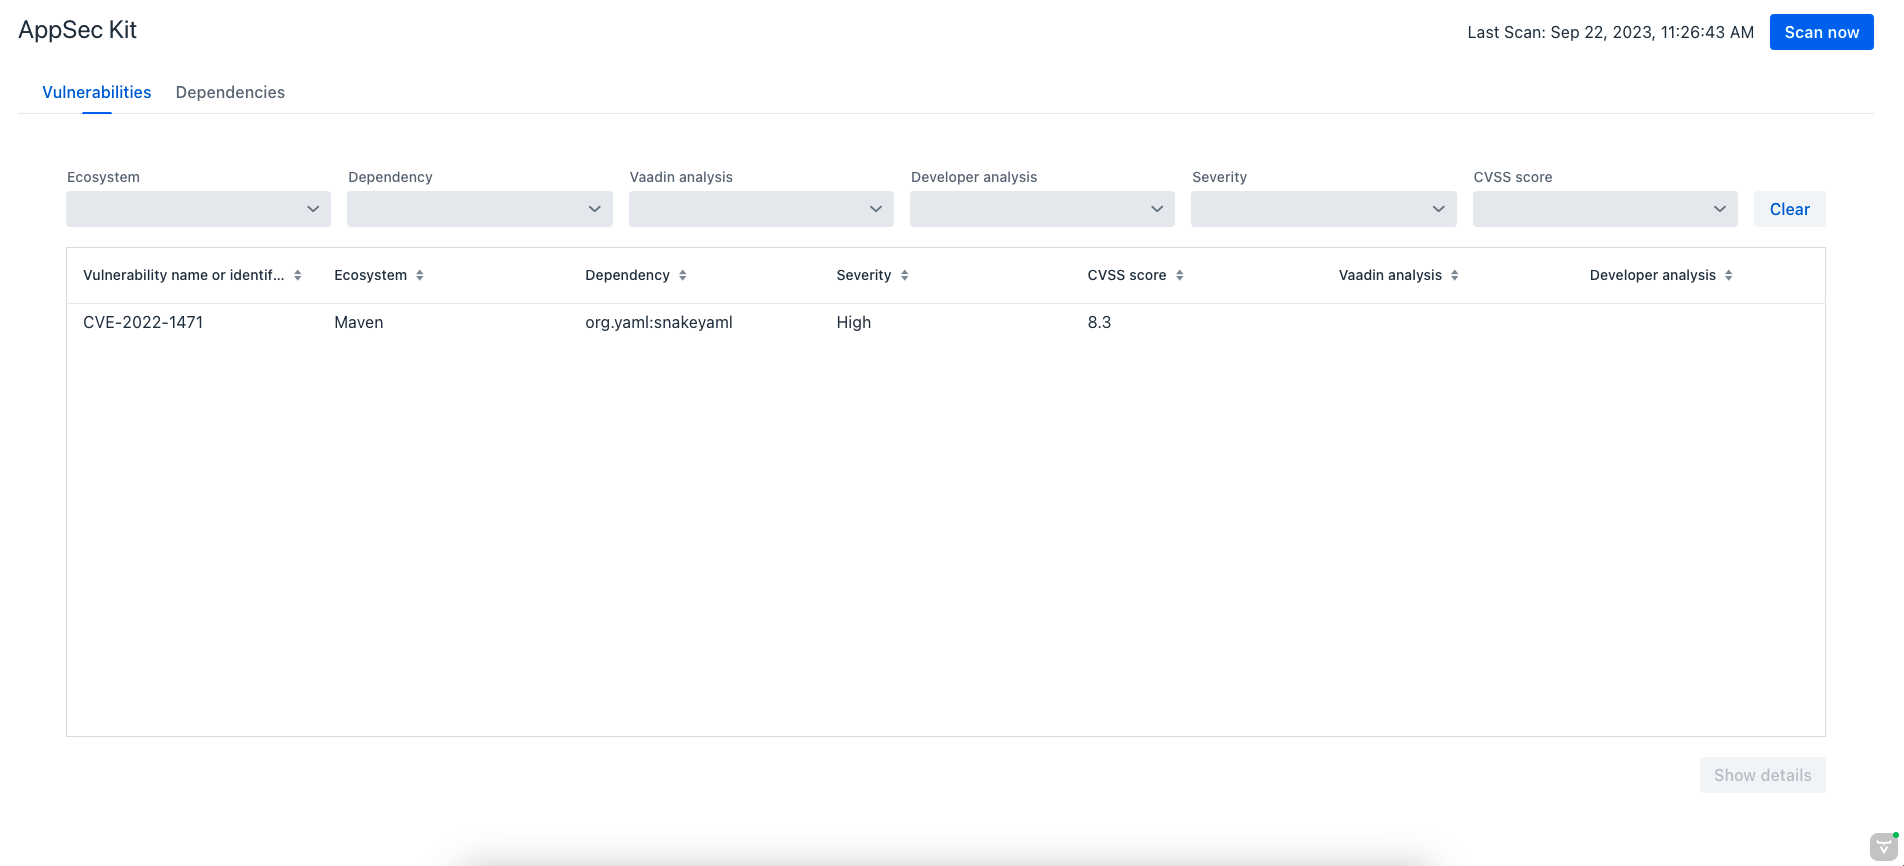 AppSec Kit
Last Scan: Sep 22, 2023, 11:26:43 AM Scan now
Vulnerabilities Dependencies
Ecosystem Dependency Vaadin analysis Developer analysis Severity CVSS score
Clear
Vulnerability name or identif... Ecosystem Dependency Severity CVSS score Vaadin analysis Developer analysis
CVE-2022-1471 Maven org.yaml:snakeyaml High 8.3
Show details